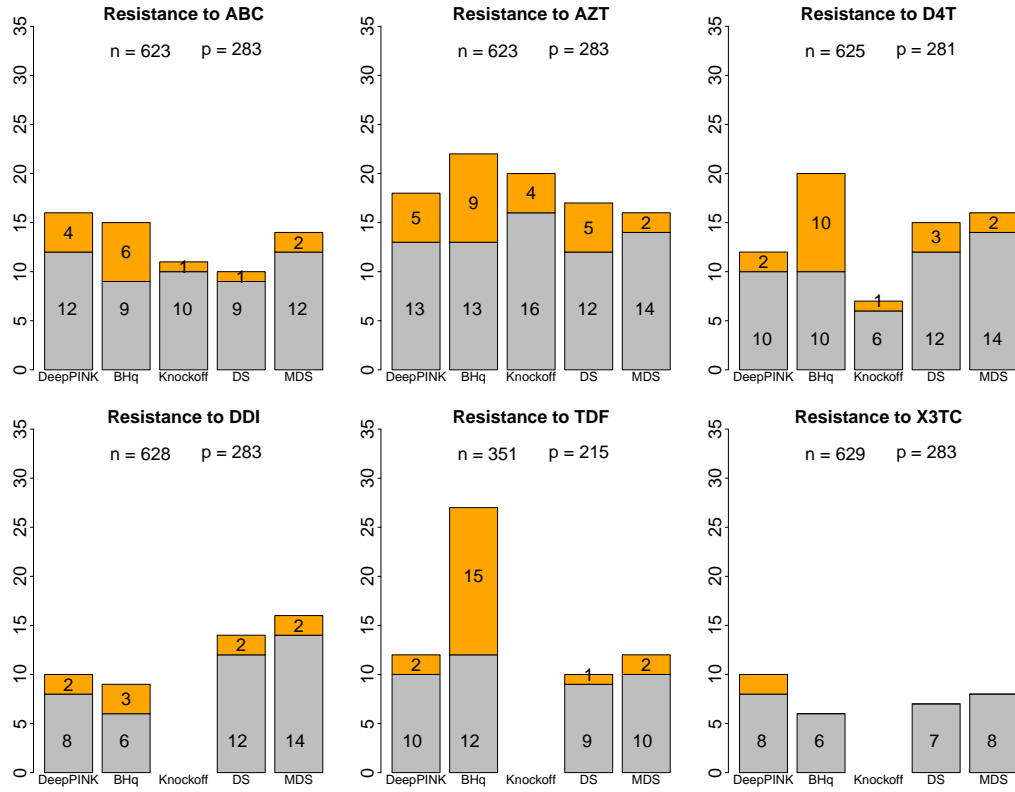 Resistance to ABC
n = 623 p = 283
35
30
25
20
15
10
5
0
4 6 1 1 2
12 9 10 9 12
DeepPINK BHq Knockoff DS MDS
Resistance to AZT
n = 623 p = 283
35
30
25
20
15
10
5
0
5 9 4 5 2
13 13 16 12 14
DeepPINK BHq Knockoff DS MDS
Resistance to D4T
n = 625 p = 281
35
30
25
20
15
10
5
0
2 10 1 3 2
10 10 6 12 14
DeepPINK BHq Knockoff DS MDS
Resistance to DDI
n = 628 p = 283
35
30
25
20
15
10
5
0
2 3 2 2
8 6 12 14
DeepPINK BHq Knockoff DS MDS
Resistance to TDF
n = 351 p = 215
35
30
25
20
15
10
5
0
2 15 1 2
10 12 9 10
DeepPINK BHq Knockoff DS MDS
Resistance to X3TC
n = 629 p = 283
35
30
25
20
15
10
5
0
8 6 7 8
DeepPINK BHq Knockoff DS MDS